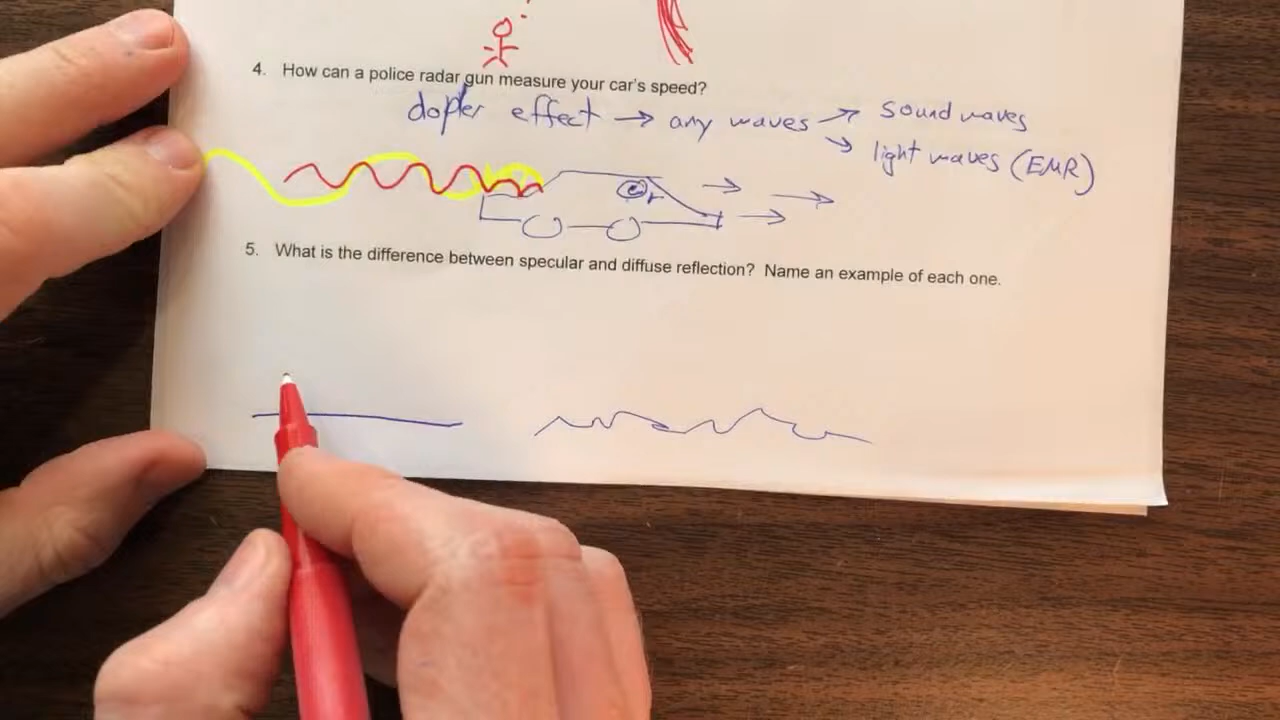 4. How can a police radar gun measure your car's speed?
dopler effect → any waves → sound waves
→ light waves (EMR)
5. What is the difference between specular and diffuse reflection? Name an example of each one.